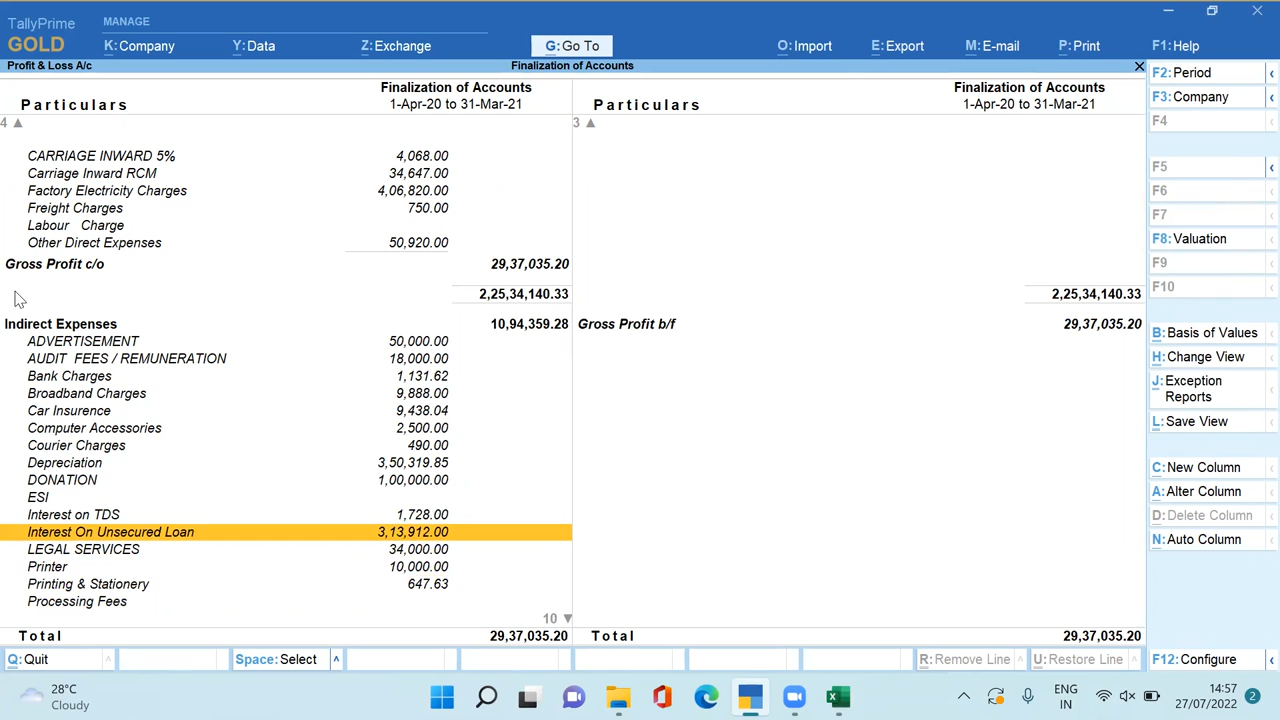 TallyPrime
GOLD
MANAGE
K:Company
Y:Data
Z:Exchange
G:Go To
O:Import
E:Export
M:E-mail
P:Print
F1:Help
Profit & Loss A/c
Finalization of Accounts
Particulars
Finalization of Accounts
1-Apr-20 to 31-Mar-21
Particulars
Finalization of Accounts
1-Apr-20 to 31-Mar-21
4
3
CARRIAGE INWARD 5% 4,068.00
Carriage Inward RCM 34,647.00
Factory Electricity Charges 4,06,820.00
Freight Charges 750.00
Labour Charge
Other Direct Expenses 50,920.00
Gross Profit c/o 29,37,035.20
2,25,34,140.33 2,25,34,140.33
Indirect Expenses 10,94,359.28 Gross Profit b/f 29,37,035.20
ADVERTISEMENT 50,000.00
AUDIT FEES / REMUNERATION 18,000.00
Bank Charges 1,131.62
Broadband Charges 9,888.00
Car Insurence 9,438.04
Computer Accessories 2,500.00
Courier Charges 490.00
Depreciation 3,50,319.85
DONATION 1,00,000.00
ESI
Interest on TDS 1,728.00
Interest On Unsecured Loan 3,13,912.00
LEGAL SERVICES 34,000.00
Printer 10,000.00
Printing & Stationery 647.63
Processing Fees
10
Total 29,37,035.20 Total 29,37,035.20
F2:Period
F3:Company
F4
F5
F6
F7
F8:Valuation
F9
F10
B:Basis of Values
H:Change View
J:Exception
Reports
L:Save View
C:New Column
A:Alter Column
D:Delete Column
N:Auto Column
Q:Quit
Space:Select
R:Remove Line
U:Restore Line
F12:Configure
28°C
Cloudy
ENG
IN
14:57
27/07/2022
2